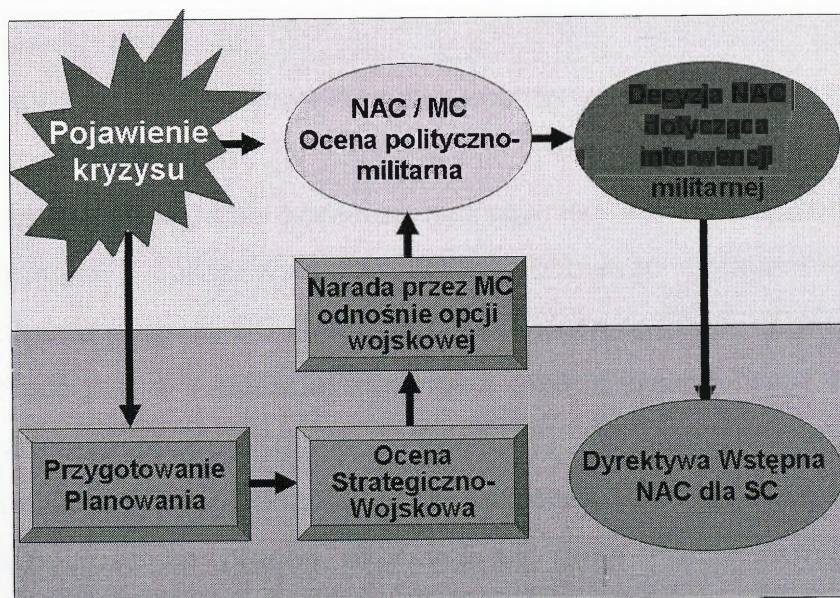 Pojawienie
kryzysu
NAC / MC
Ocena polityczno-
militarna
Decyzja NAC
dotycząca
interwencji
militarnej
Narada przez MC
odnośnie opcji
wojskowej
Przygotowanie
Planowania
Ocena
Strategiczno-
Wojskowa
Dyrektywa Wstępna
NAC dla SC